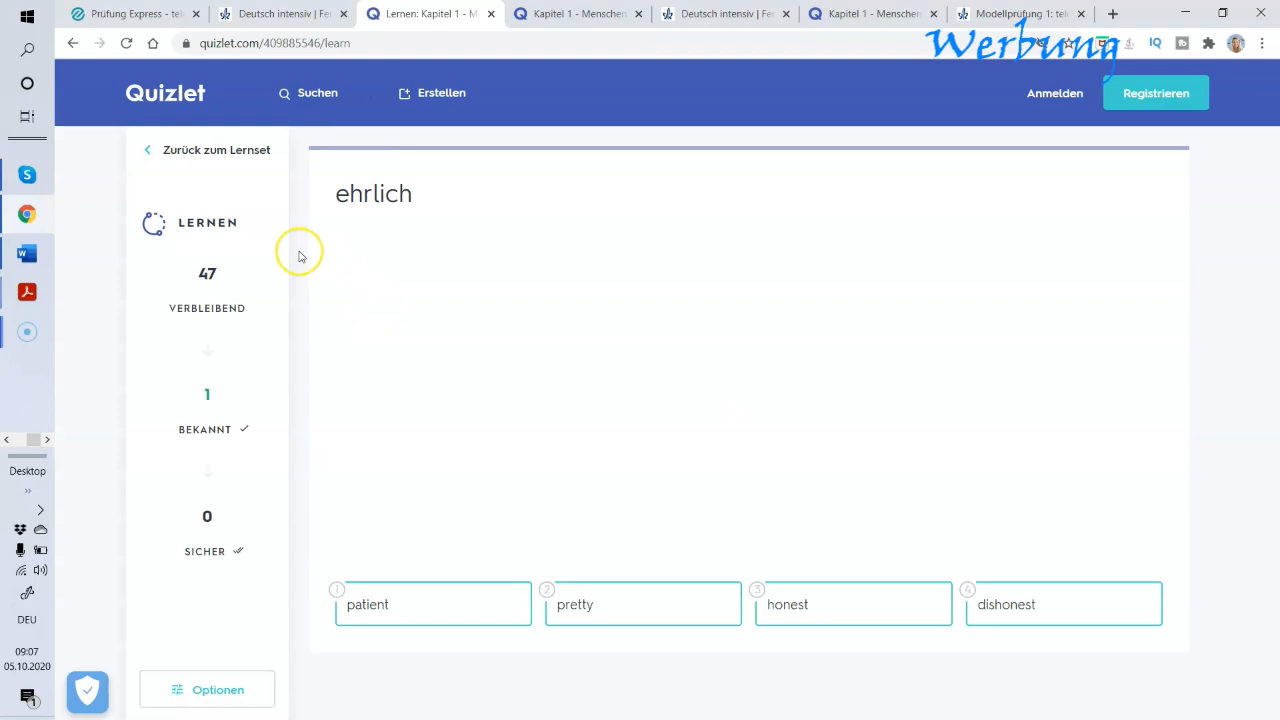 Prüfung Express - tel
Deutsch intensiv | Fer
Lernen: Kapitel 1 - M
Kapitel 1 - Menschen
Deutsch intensiv | Fer
Kapitel 1 - Menschen
Modellprüfung 1: tel
quizlet.com/409885546/learn
Werbung
Quizlet
Suchen
Erstellen
Anmelden
Registrieren
Zurück zum Lernset
LERNEN
47
VERBLEIBEND
1
BEKANNT
0
SICHER
Optionen
ehrlich
1 patient
2 pretty
3 honest
4 dishonest
Desktop
DEU
09:07
05.10.2020
1